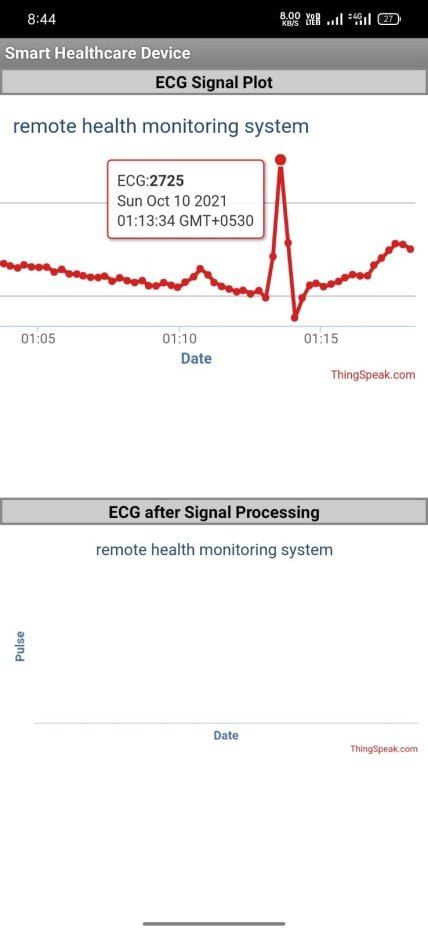 8:44
8.00 KB/S VoD LTEB 4G 27
Smart Healthcare Device
ECG Signal Plot
remote health monitoring system
ECG:2725
Sun Oct 10 2021
01:13:34 GMT+0530
01:05 01:10 01:15
Date
ThingSpeak.com
ECG after Signal Processing
remote health monitoring system
Pulse
Date
ThingSpeak.com